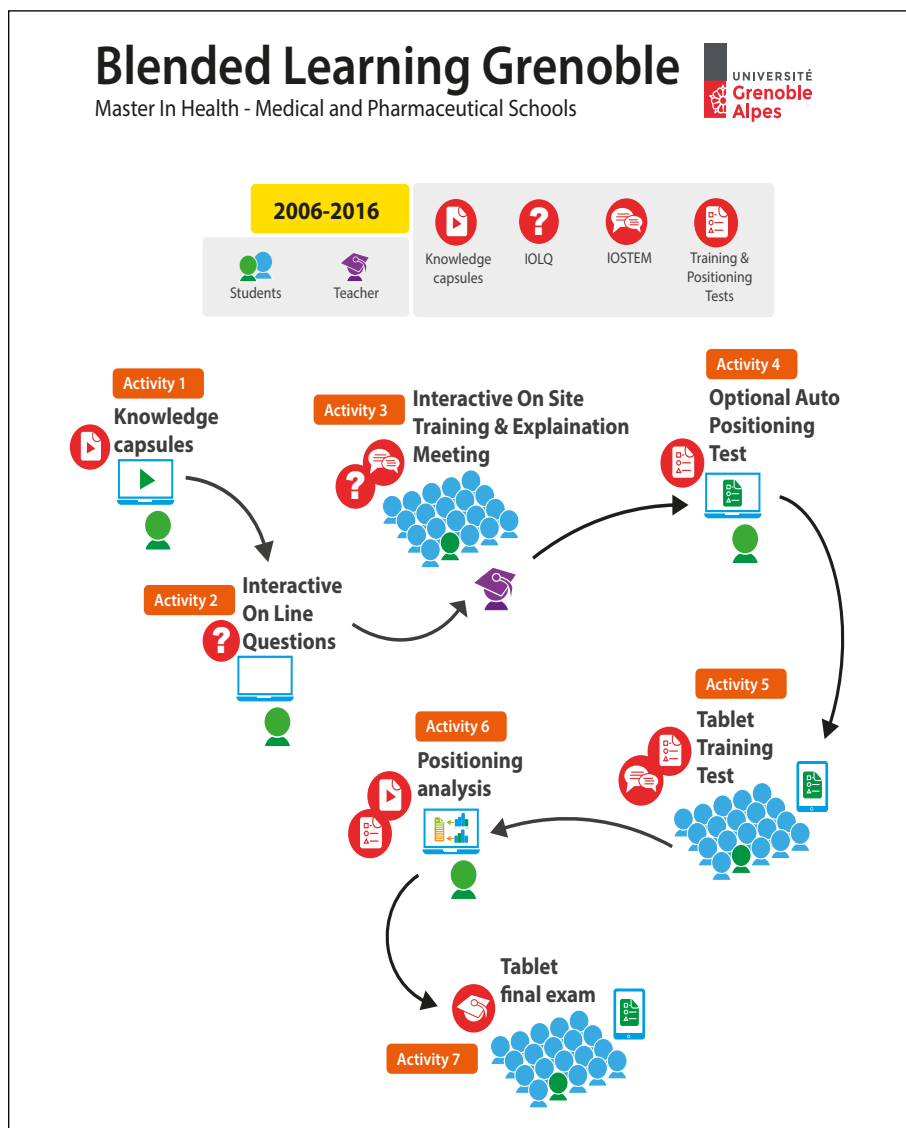 Blended Learning Grenoble
Master In Health - Medical and Pharmaceutical Schools
UNIVERSITÉ
Grenoble
Alpes
2006-2016
Students
Teacher
Knowledge
capsules
IOLQ
IOSTEM
Training &
Positioning
Tests
Activity 1
Knowledge
capsules
Activity 2
Interactive
On Line
Questions
Activity 3
Interactive On Site
Training & Explaination
Meeting
Activity 4
Optional Auto
Positioning
Test
Activity 5
Tablet
Training
Test
Activity 6
Positioning
analysis
Tablet
final exam
Activity 7